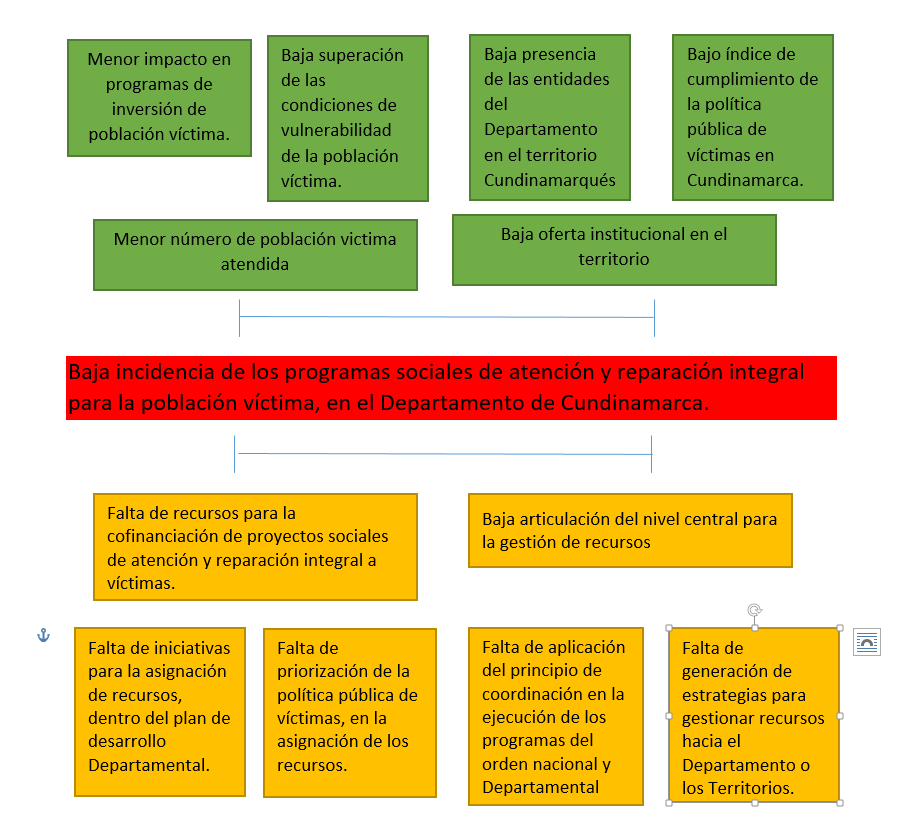 Menor impacto en
programas de
inversión de
población víctima.
Baja superación
de las
condiciones de
vulnerabilidad
de la población
víctima.
Baja presencia
de las entidades
del
Departamento
en el territorio
Cundinamarqués
Bajo índice de
cumplimiento de
la política
pública de
víctimas en
Cundinamarca.
Menor número de población victima
atendida
Baja oferta institucional en el
territorio
Baja incidencia de los programas sociales de atención y reparación integral
para la población víctima, en el Departamento de Cundinamarca.
Falta de recursos para la
cofinanciación de proyectos sociales
de atención y reparación integral a
víctimas.
Baja articulación del nivel central para
la gestión de recursos
Falta de iniciativas
para la asignación
de recursos,
dentro del plan de
desarrollo
Departamental.
Falta de
priorización de la
política pública de
víctimas, en la
asignación de los
recursos.
Falta de aplicación
del principio de
coordinación en la
ejecución de los
programas del
orden nacional y
Departamental
Falta de
generación de
estrategias para
gestionar recursos
hacia el
Departamento o
los Territorios.